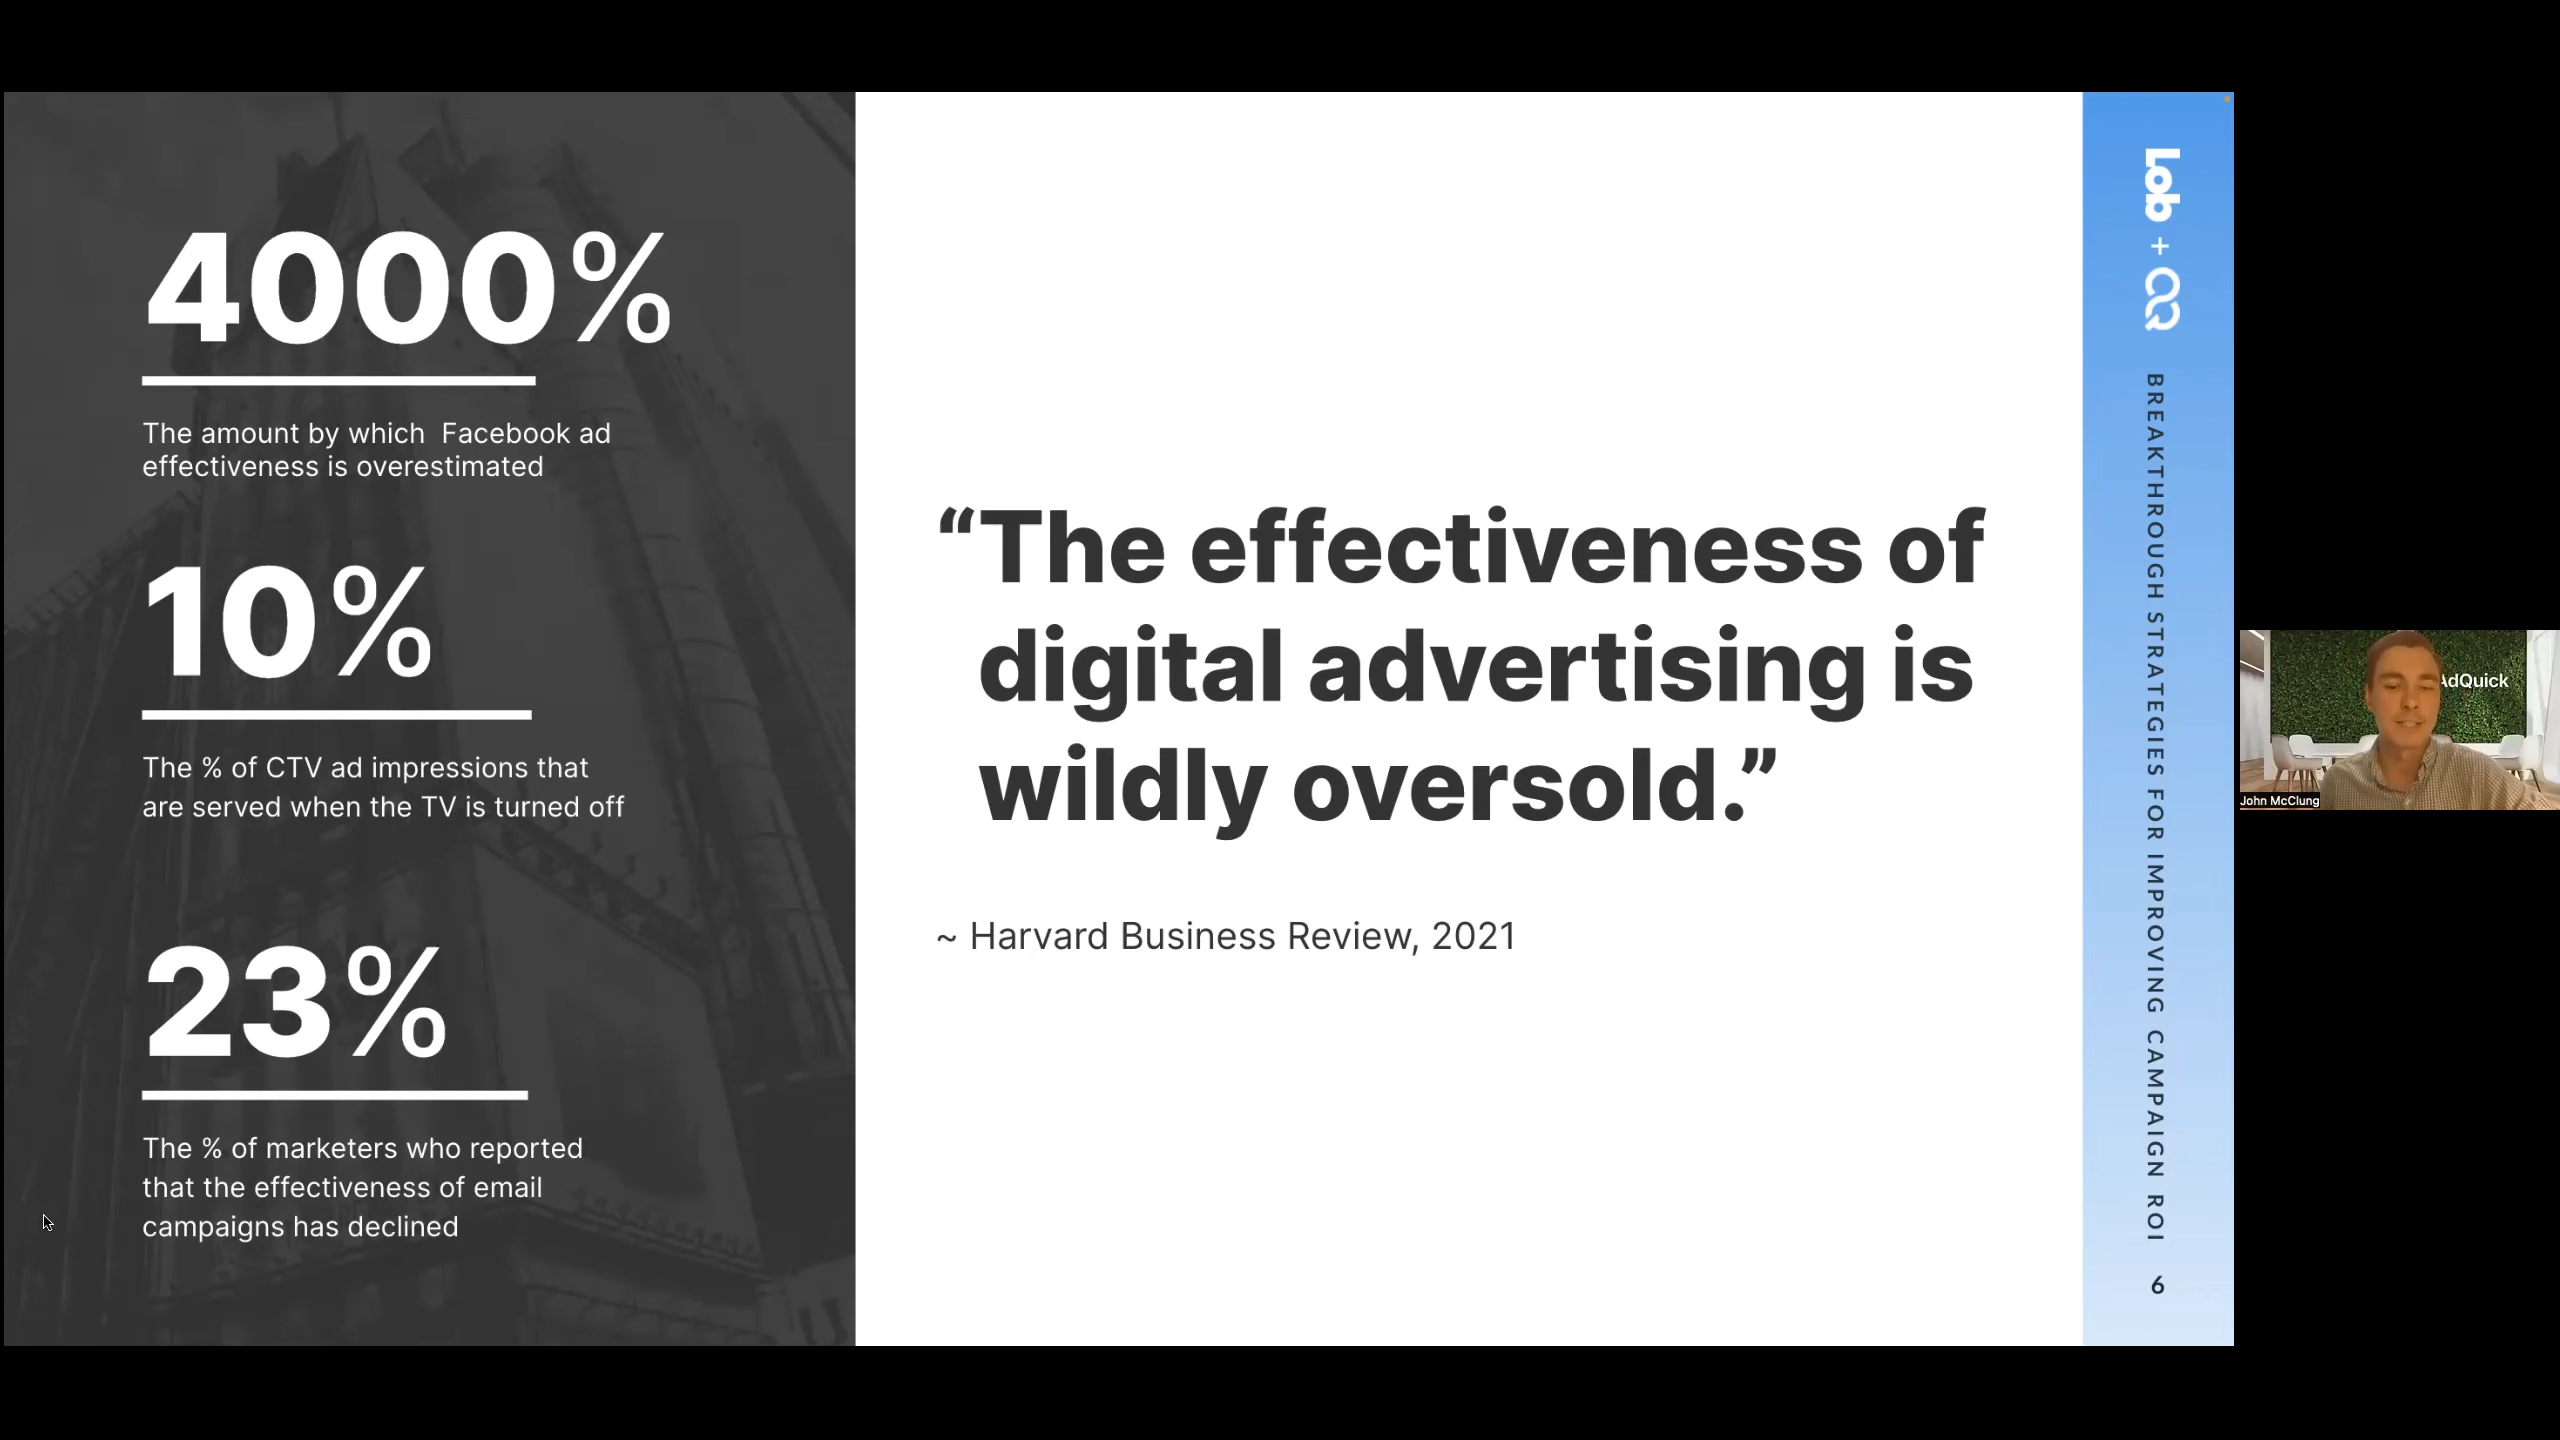 4000%
The amount by which  Facebook ad
effectiveness is overestimated
10%
The % of CTV ad impressions that
are served when the TV is turned off
23%
The % of marketers who reported
that the effectiveness of email
campaigns has declined
“The effectiveness of
digital advertising is
wildly oversold.”
~ Harvard Business Review, 2021
Lob +
BREAKTHROUGH STRATEGIES FOR IMPROVING CAMPAIGN ROI
6
AdQuick
John McClung